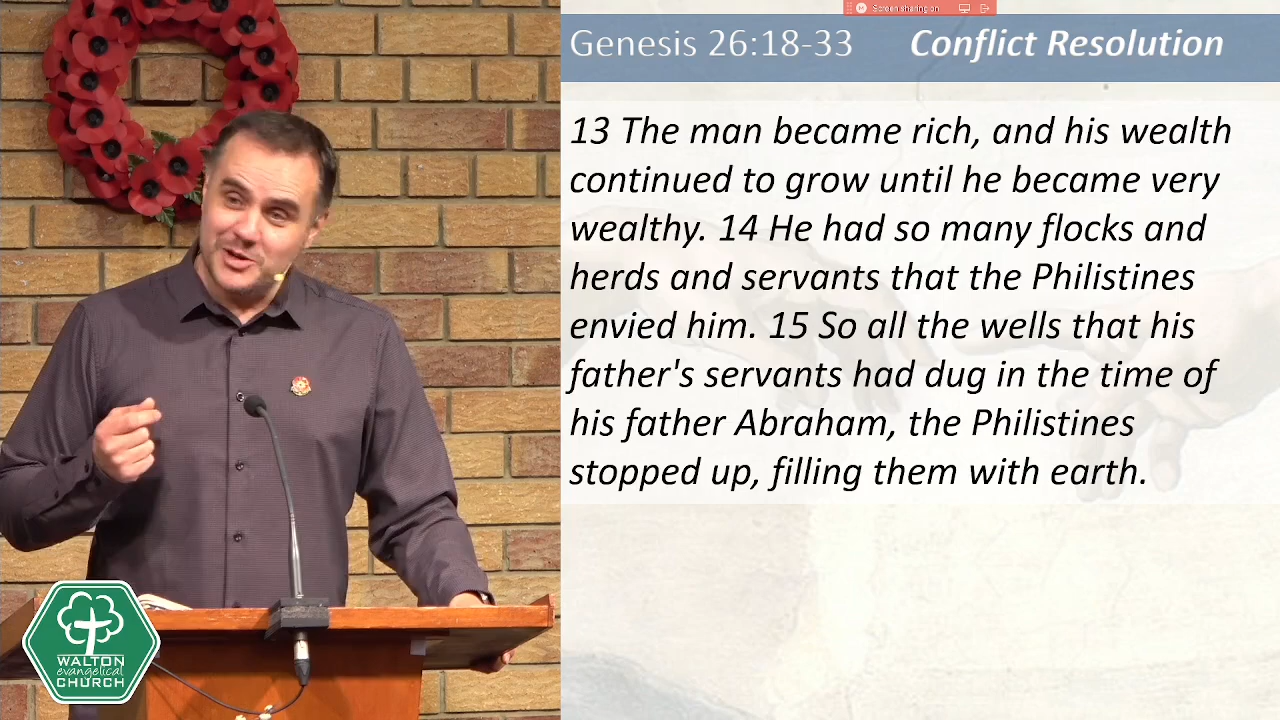 Screen sharing on
Genesis 26:18-33 Conflict Resolution
13 The man became rich, and his wealth
continued to grow until he became very
wealthy. 14 He had so many flocks and
herds and servants that the Philistines
envied him. 15 So all the wells that his
father's servants had dug in the time of
his father Abraham, the Philistines
stopped up, filling them with earth.
WALTON
evangelical
CHURCH